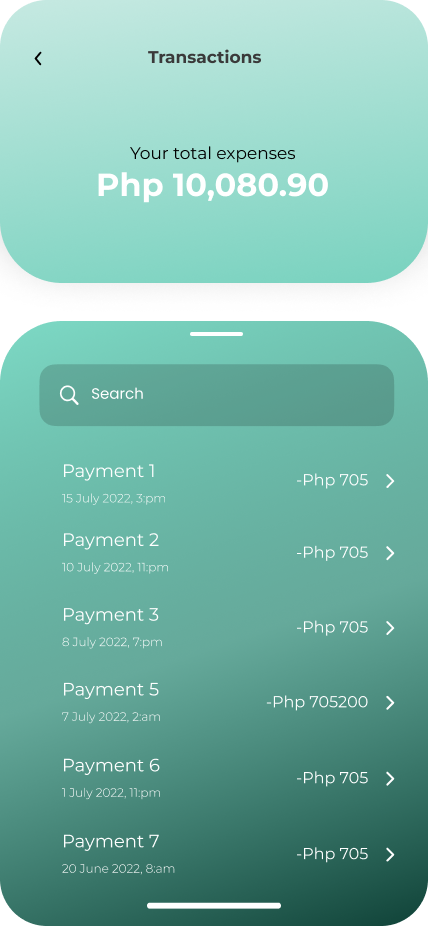 Transactions
Your total expenses
Php 10,080.90
Search
Payment 1
-Php 705
15 July 2022, 3:pm
Payment 2
-Php 705
10 July 2022, 11:pm
Payment 3
-Php 705
8 July 2022, 7:pm
Payment 5
-Php 705200
7 July 2022, 2:am
Payment 6
-Php 705
1 July 2022, 11:pm
Payment 7
-Php 705
20 June 2022, 8:am